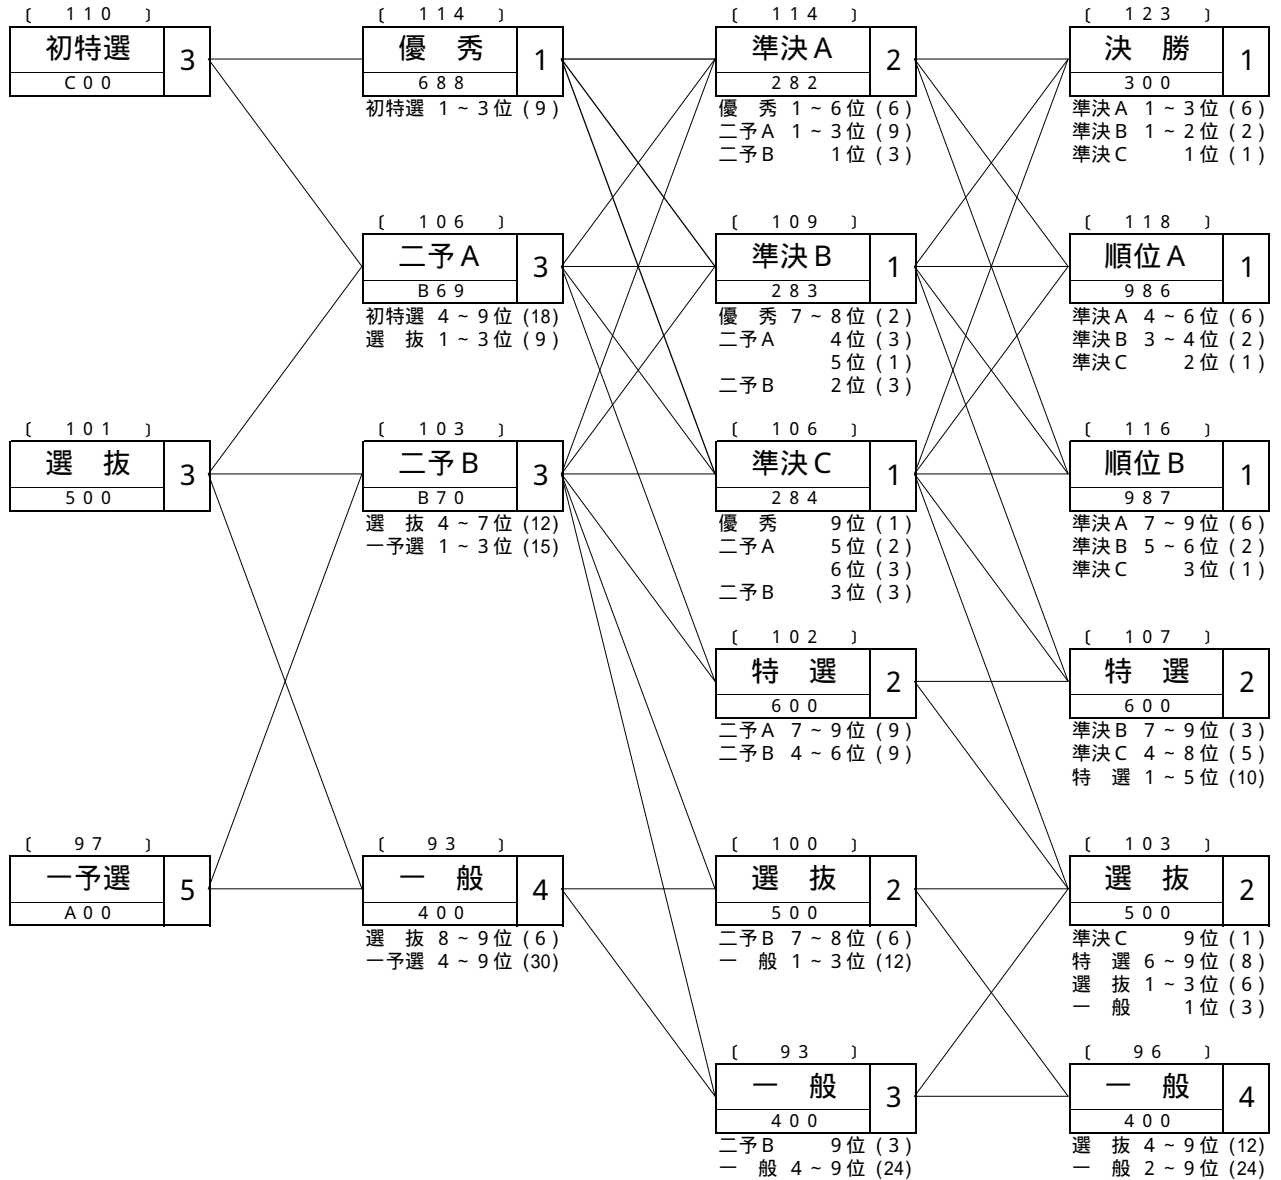 〔 110 〕
初特選 3
C00
〔 114 〕
優 秀 1
688
初特選 1~3位 (9)
〔 114 〕
準決A 2
282
優 秀 1~6位 (6)
二予A 1~3位 (9)
二予B 1位 (3)
〔 123 〕
決 勝 1
300
準決A 1~3位 (6)
準決B 1~2位 (2)
準決C 1位 (1)
〔 106 〕
二予A 3
B69
初特選 4~9位 (18)
選 抜 1~3位 (9)
〔 109 〕
準決B 1
283
優 秀 7~8位 (2)
二予A 4位 (3)
5位 (1)
二予B 2位 (3)
〔 118 〕
順位A 1
986
準決A 4~6位 (6)
準決B 3~4位 (2)
準決C 2位 (1)
〔 101 〕
選 抜 3
500
〔 103 〕
二予B 3
B70
選 抜 4~7位 (12)
一予選 1~3位 (15)
〔 106 〕
準決C 1
284
優 秀 9位 (1)
二予A 5位 (2)
6位 (3)
二予B 3位 (3)
〔 116 〕
順位B 1
987
準決A 7~9位 (6)
準決B 5~6位 (2)
準決C 3位 (1)
〔 102 〕
特 選 2
600
二予A 7~9位 (9)
二予B 4~6位 (9)
〔 107 〕
特 選 2
600
準決B 7~9位 (3)
準決C 4~8位 (5)
特 選 1~5位 (10)
〔 97 〕
一予選 5
A00
〔 93 〕
一 般 4
400
選 抜 8~9位 (6)
一予選 4~9位 (30)
〔 100 〕
選 抜 2
500
二予B 7~8位 (6)
一 般 1~3位 (12)
〔 103 〕
選 抜 2
500
準決C 9位 (1)
特 選 6~9位 (8)
選 抜 1~3位 (6)
一 般 1位 (3)
〔 93 〕
一 般 3
400
二予B 9位 (3)
一 般 4~9位 (24)
〔 96 〕
一 般 4
400
選 抜 4~9位 (12)
一 般 2~9位 (24)